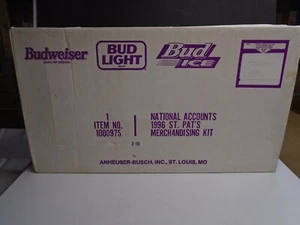 Budweiser
BUD
LIGHT
Bud
ICE
1
ITEM NO.
1000975
NATIONAL ACCOUNTS
1996 ST. PAT'S
MERCHANDISING KIT
ANHEUSER-BUSCH, INC., ST. LOUIS, MO